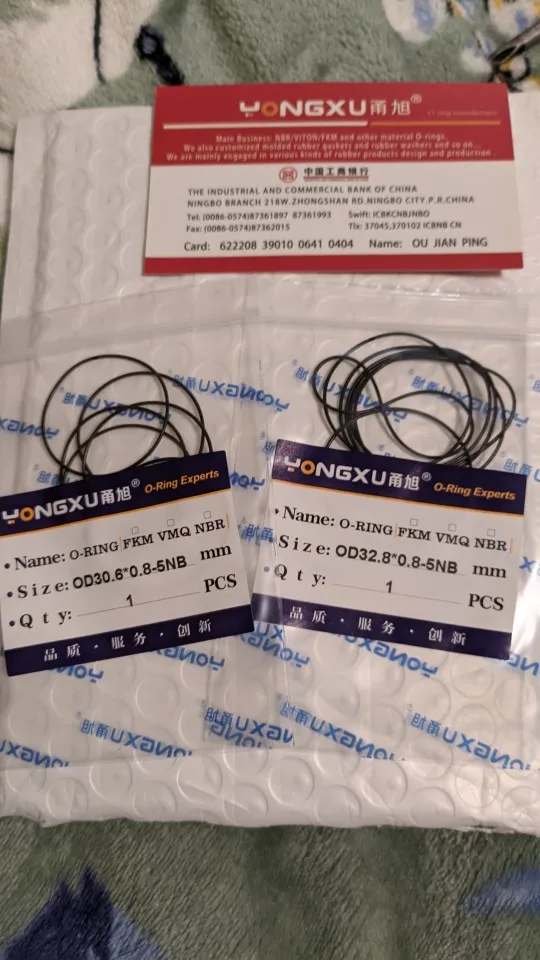 YONGXU甬旭®
Main Business: NBR/VITON/FKM and other material O-rings.
We also customized molded rubber gaskets and rubber washers and so on...
We are mainly engaged in various kinds of rubber products design and production
中国工商银行
THE INDUSTRIAL AND COMMERCIAL BANK OF CHINA
NINGBO BRANCH 218W.ZHONGSHAN RD.NINGBO CITY.P.R.CHINA
Tel: (0086-0574)87361897 87361993 Swift: ICBKCNBJNBO
Fax: (0086-0574)87362015 Tlx: 37045,370102 ICBNB CN
Card: 622208 39010 0641 0404 Name: OU JIAN PING
YONGXU甬旭® O-Ring Experts
• Name: O-RING FKM VMQ NBR
• Size: OD30.6*0.8-5NB mm
• Qty: 1 PCS
品质·服务·创新
YONGXU甬旭® O-Ring Experts
• Name: O-RING FKM VMQ NBR
• Size: OD32.8*0.8-5NB mm
• Qty: 1 PCS
品质·服务·创新